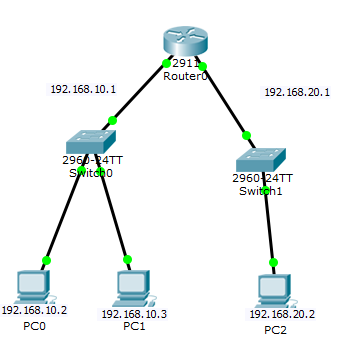 2911
Router0
192.168.10.1
192.168.20.1
2960-24TT
Switch0
2960-24TT
Switch1
192.168.10.2
PC0
192.168.10.3
PC1
192.168.20.2
PC2